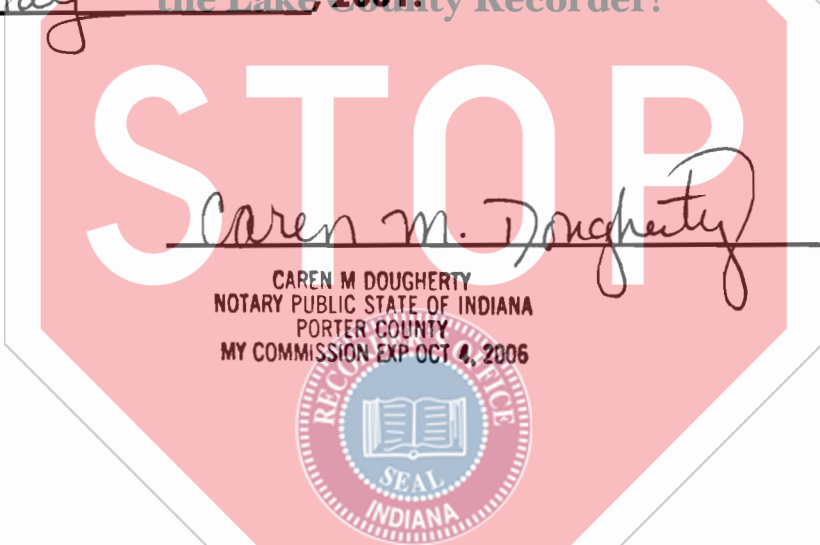 the Lake County Recorder!
, 2001.
STOP
Caren M. Dougherty
CAREN M DOUGHERTY
NOTARY PUBLIC STATE OF INDIANA
PORTER COUNTY
MY COMMISSION EXP OCT 4, 2006
RECORDER'S OFFICE
SEAL
INDIANA